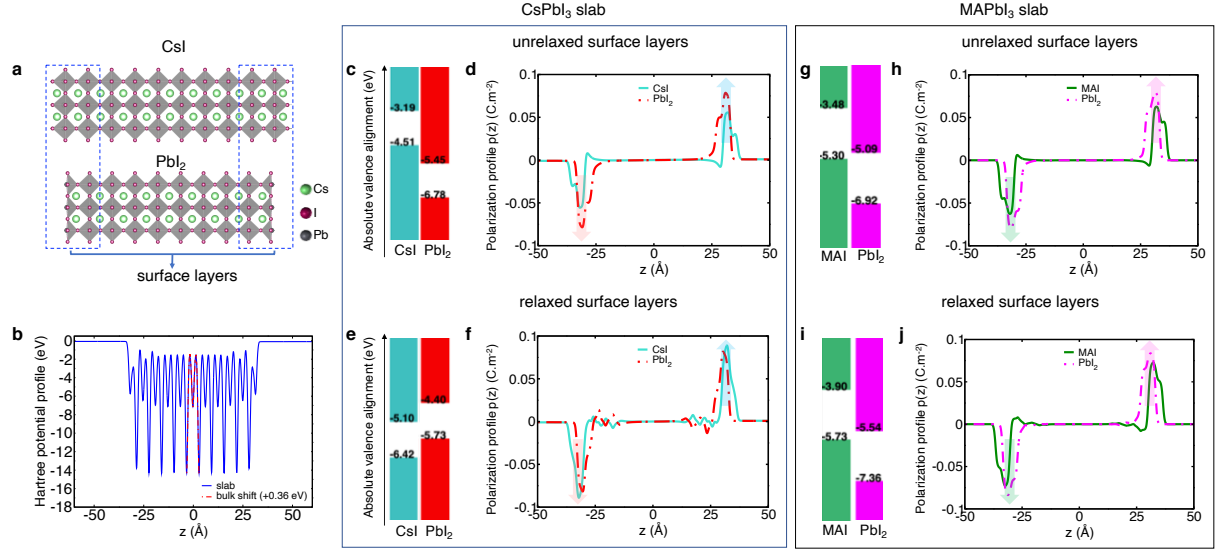 CsPbI3 slab
MAPbI3 slab
a
CsI
PbI2
Cs
I
Pb
surface layers
b
Hartree potential profile (eV)
0
-2
-4
-6
-8
-10
-12
-14
-16
-18
slab
bulk shift (+0.36 eV)
-50 -25 0 25 50
z (Å)
unrelaxed surface layers
c
Absolute valence alignment (eV)
-3.19
-4.51
-5.45
-6.78
CsI PbI2
d
Polarization profile p(z) (C.m-2)
0.1
0.05
0
-0.05
-0.1
CsI
PbI2
-50 -25 0 25 50
z (Å)
relaxed surface layers
e
Absolute valence alignment (eV)
-4.40
-5.10
-5.73
-6.42
CsI PbI2
f
Polarization profile p(z) (C.m-2)
0.1
0.05
0
-0.05
-0.1
CsI
PbI2
-50 -25 0 25 50
z (Å)
unrelaxed surface layers
g
-3.48
-5.09
-5.30
-6.92
MAI PbI2
h
Polarization profile p(z) (C.m-2)
0.1
0.05
0
-0.05
-0.1
MAI
PbI2
-50 -25 0 25 50
z (Å)
relaxed surface layers
i
-3.90
-5.54
-5.73
-7.36
MAI PbI2
j
Polarization profile p(z) (C.m-2)
0.1
0.05
0
-0.05
-0.1
MAI
PbI2
-50 -25 0 25 50
z (Å)